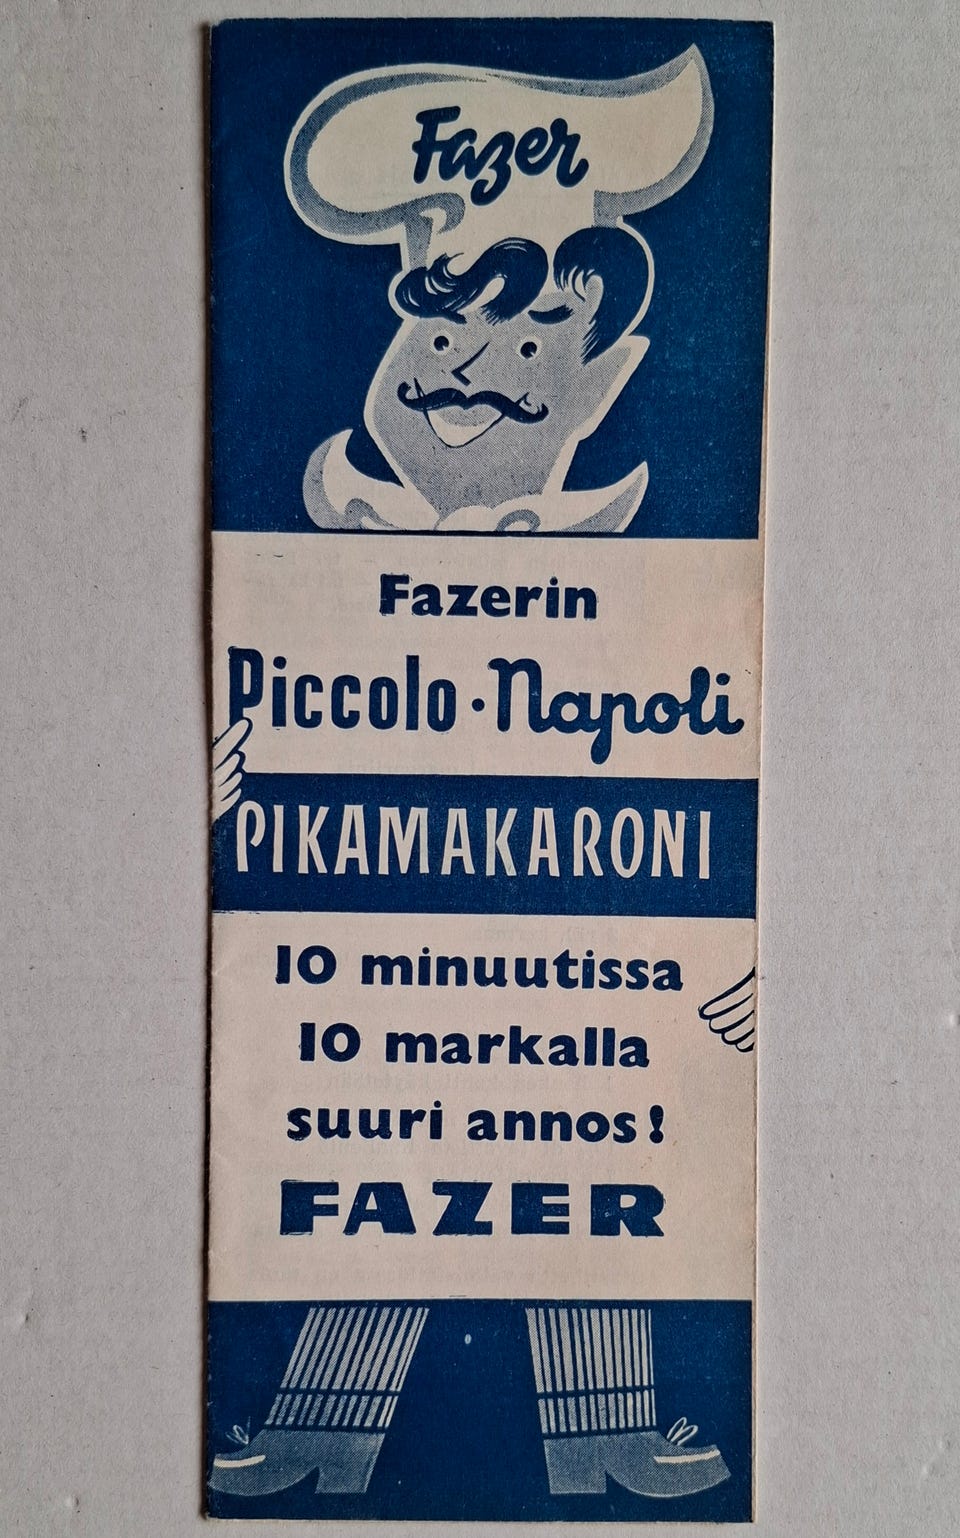 Fazer
Fazerin
Piccolo · Napoli
PIKAMAKARONI
10 minuutissa
10 markalla
suuri annos!
FAZER